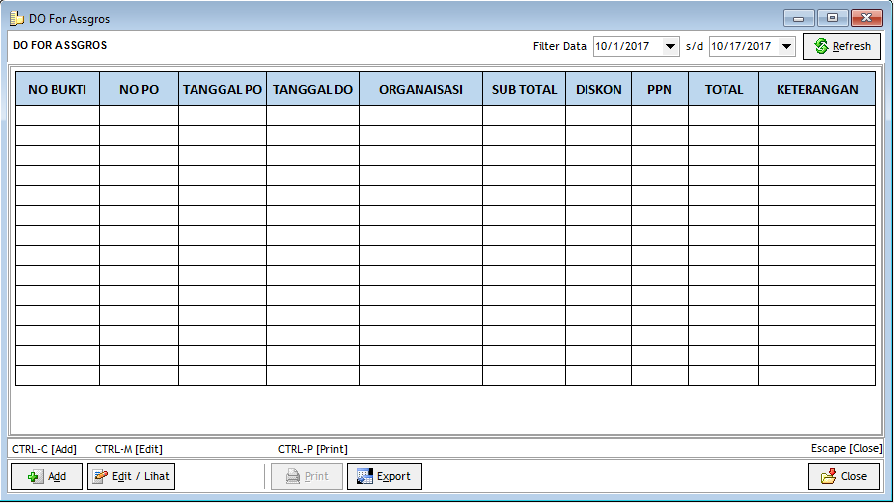 DO For Assgros
DO FOR ASSGROS
Filter Data 10/1/2017 s/d 10/17/2017 Refresh
NO BUKTI NO PO TANGGAL PO TANGGAL DO ORGANAISASI SUB TOTAL DISKON PPN TOTAL KETERANGAN
CTRL-C [Add] CTRL-M [Edit] CTRL-P [Print] Escape [Close]
Add Edit / Lihat Print Export Close